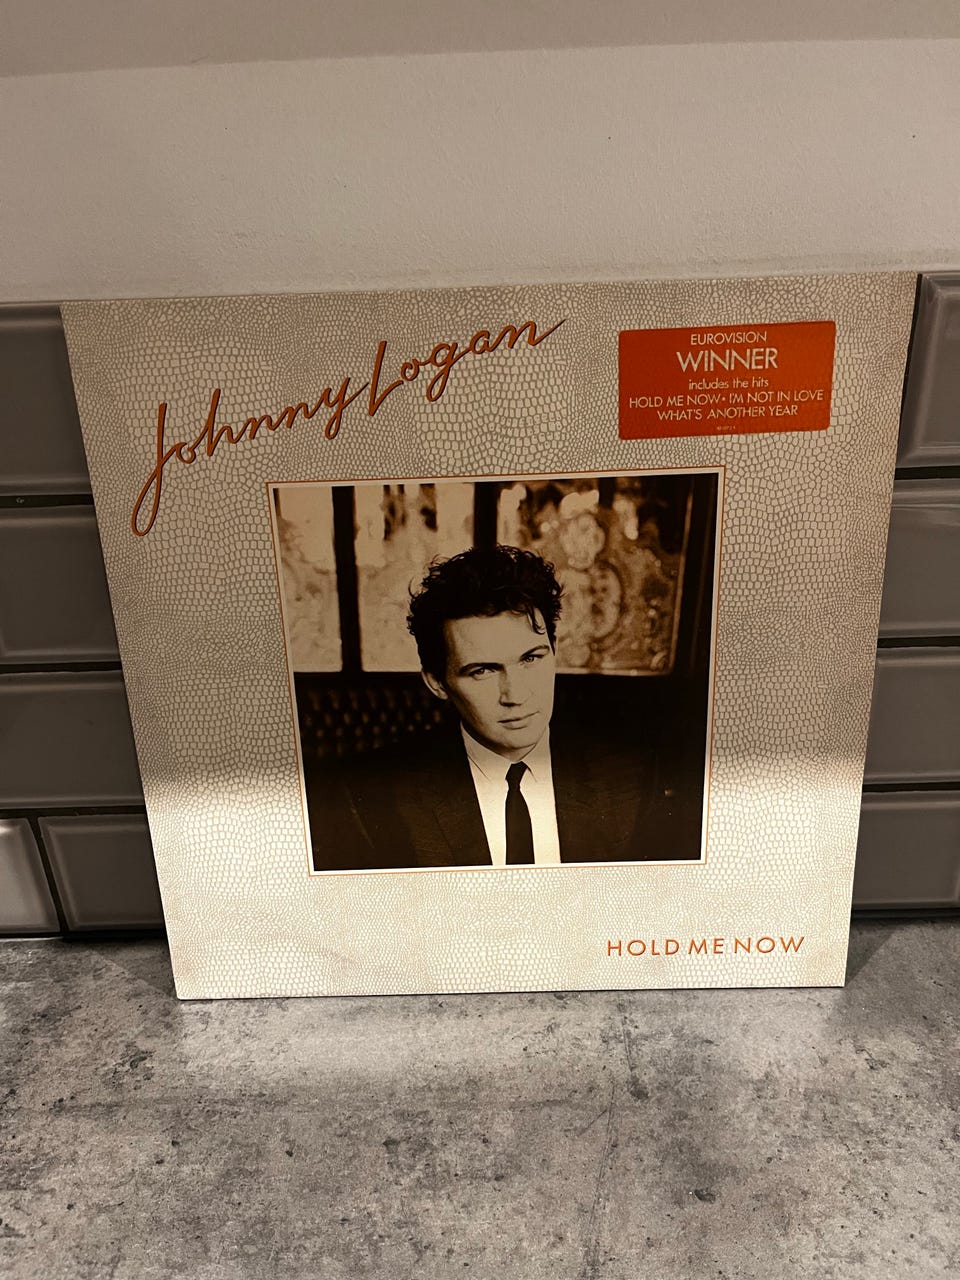 Johnny Logan
EUROVISION
WINNER
includes the hits
HOLD ME NOW • I'M NOT IN LOVE
WHAT'S ANOTHER YEAR
HOLD ME NOW